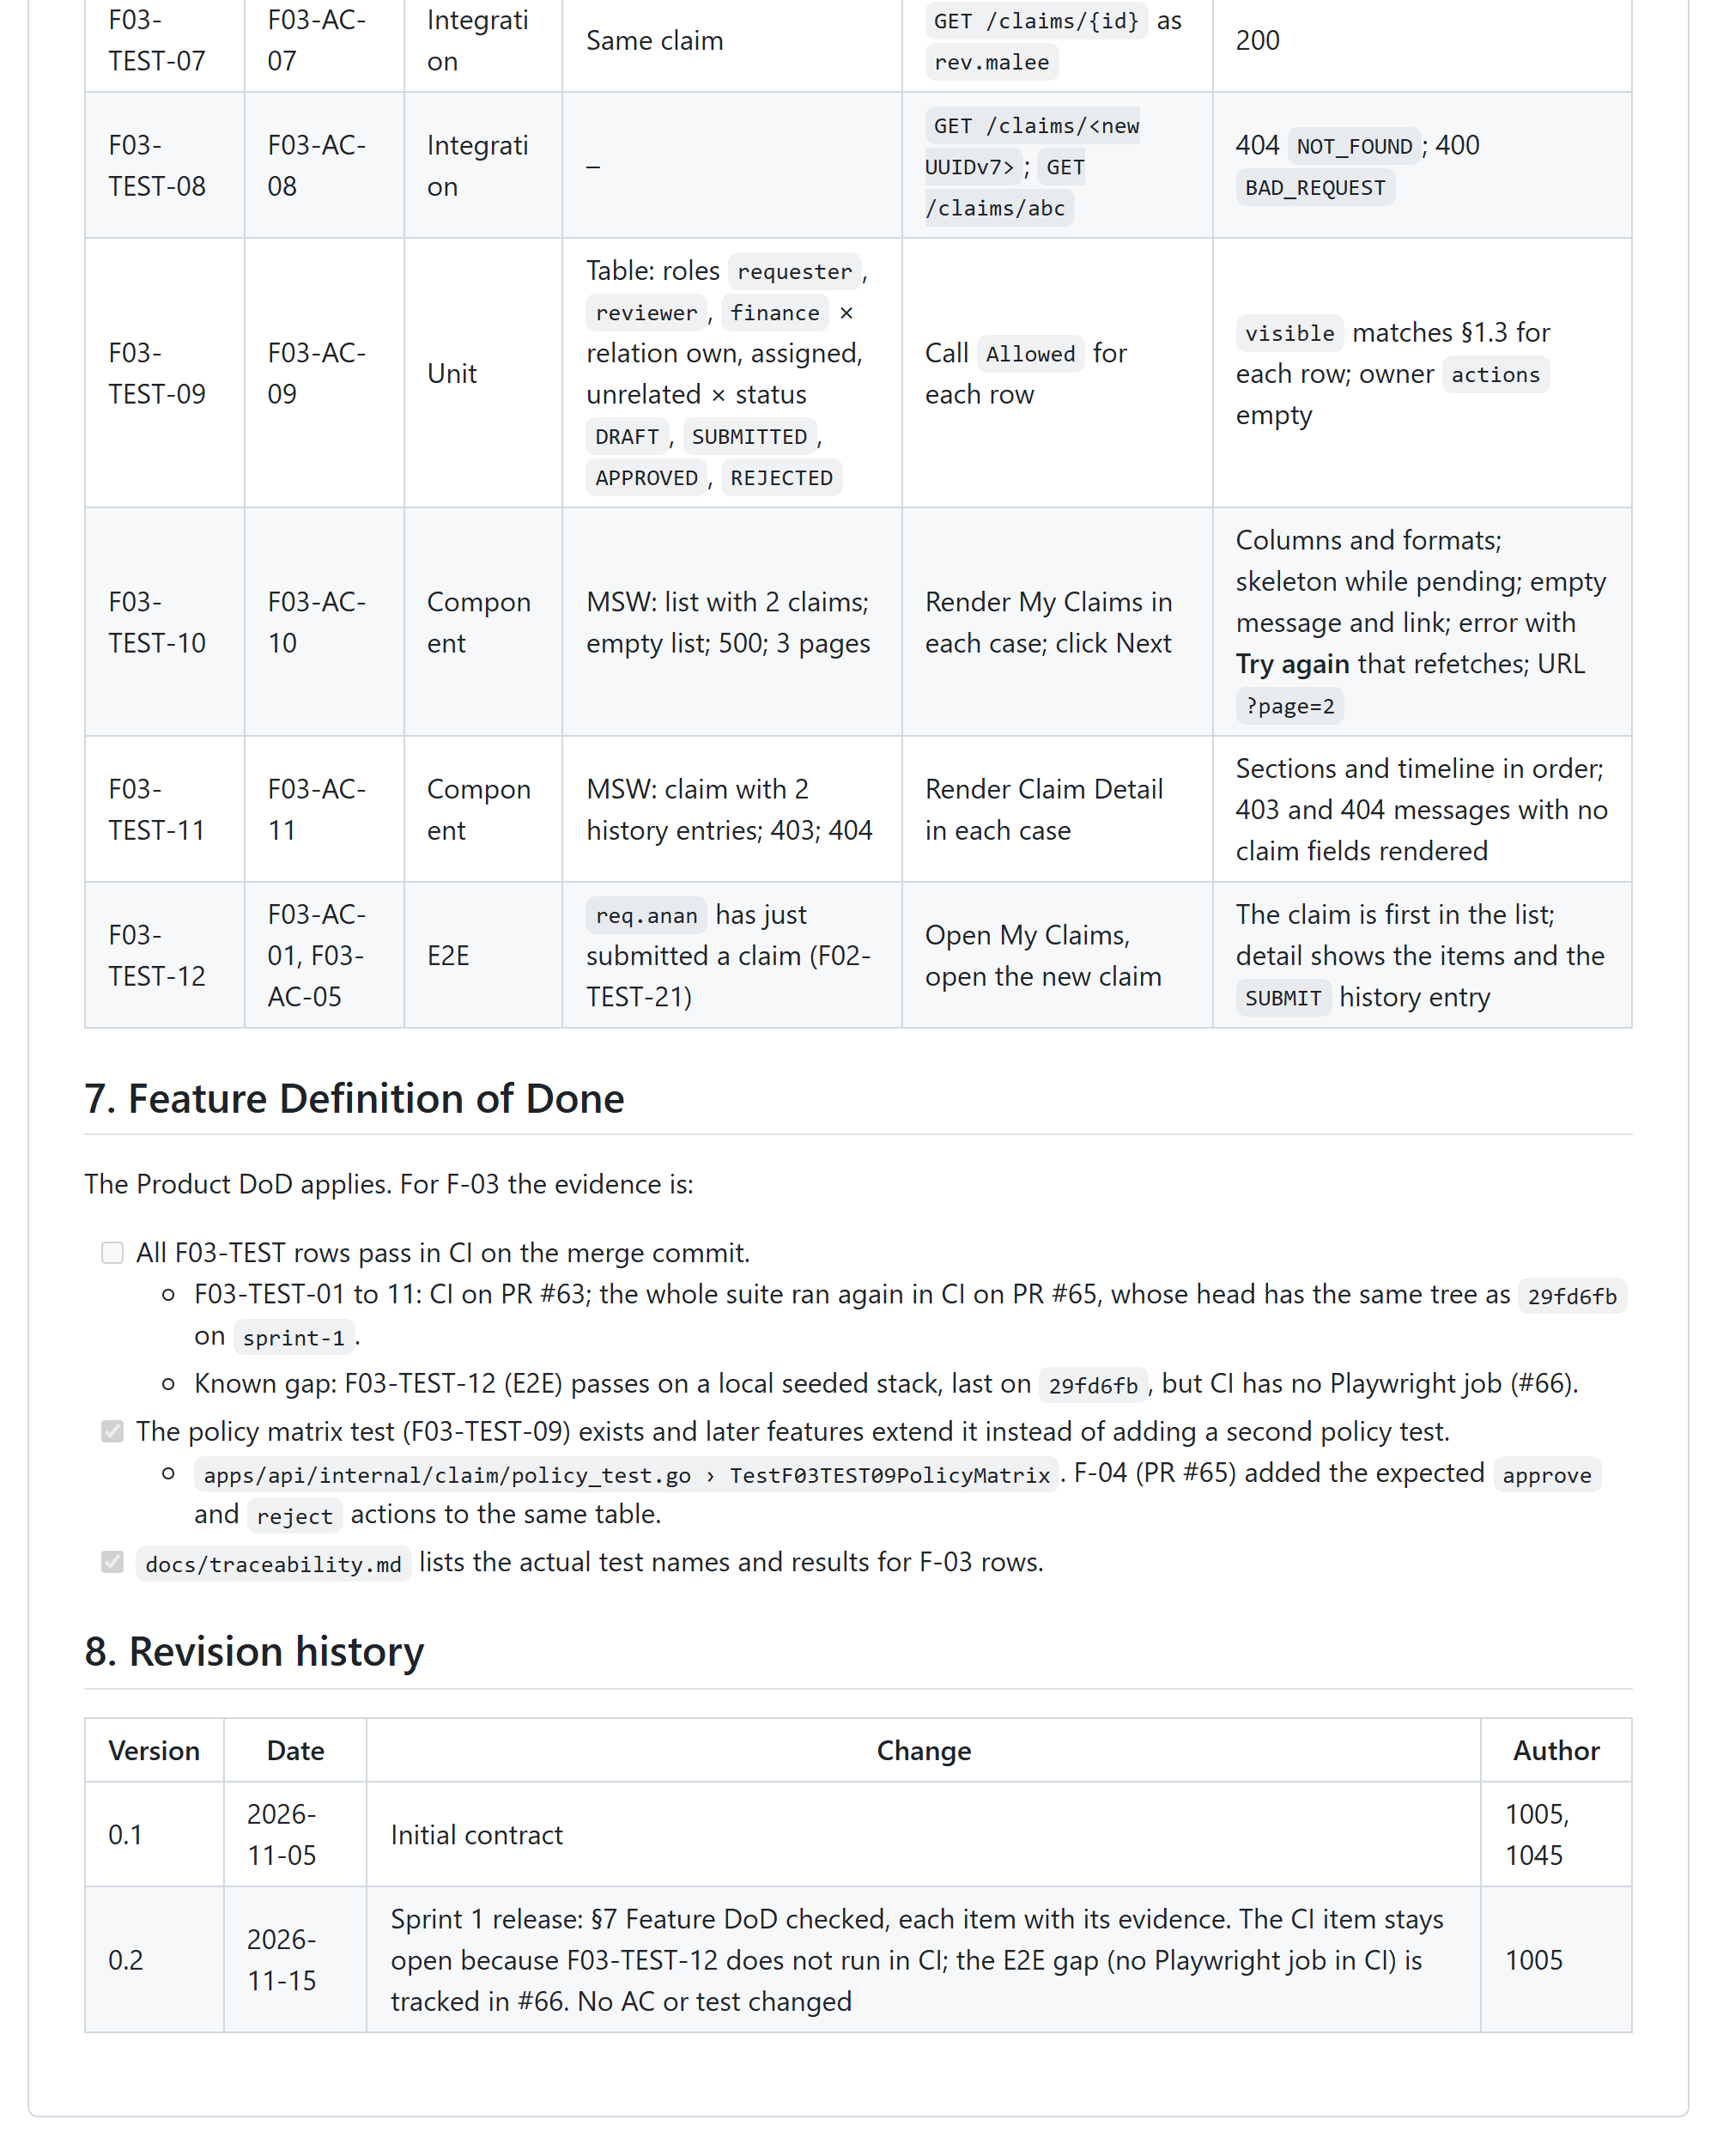 F03-
TEST-07
F03-AC-
07
Integrati
on
Same claim
GET /claims/{id} as
rev.malee
200
F03-
TEST-08
F03-AC-
08
Integrati
on
–
GET /claims/<new
UUIDv7>; GET
/claims/abc
404 NOT_FOUND; 400
BAD_REQUEST
F03-
TEST-09
F03-AC-
09
Unit
Table: roles requester,
reviewer, finance ×
relation own, assigned,
unrelated × status
DRAFT, SUBMITTED,
APPROVED, REJECTED
Call Allowed for
each row
visible matches §1.3 for
each row; owner actions
empty
F03-
TEST-10
F03-AC-
10
Compon
ent
MSW: list with 2 claims;
empty list; 500; 3 pages
Render My Claims in
each case; click Next
Columns and formats;
skeleton while pending; empty
message and link; error with
Try again that refetches; URL
?page=2
F03-
TEST-11
F03-AC-
11
Compon
ent
MSW: claim with 2
history entries; 403; 404
Render Claim Detail
in each case
Sections and timeline in order;
403 and 404 messages with no
claim fields rendered
F03-
TEST-12
F03-AC-
01, F03-
AC-05
E2E
req.anan has just
submitted a claim (F02-
TEST-21)
Open My Claims,
open the new claim
The claim is first in the list;
detail shows the items and the
SUBMIT history entry
7. Feature Definition of Done
The Product DoD applies. For F-03 the evidence is:
All F03-TEST rows pass in CI on the merge commit.
F03-TEST-01 to 11: CI on PR #63; the whole suite ran again in CI on PR #65, whose head has the same tree as 29fd6fb
on sprint-1.
Known gap: F03-TEST-12 (E2E) passes on a local seeded stack, last on 29fd6fb, but CI has no Playwright job (#66).
The policy matrix test (F03-TEST-09) exists and later features extend it instead of adding a second policy test.
apps/api/internal/claim/policy_test.go › TestF03TEST09PolicyMatrix. F-04 (PR #65) added the expected approve
and reject actions to the same table.
docs/traceability.md lists the actual test names and results for F-03 rows.
8. Revision history
Version
Date
Change
Author
0.1
2026-
11-05
Initial contract
1005,
1045
0.2
2026-
11-15
Sprint 1 release: §7 Feature DoD checked, each item with its evidence. The CI item stays
open because F03-TEST-12 does not run in CI; the E2E gap (no Playwright job in CI) is
tracked in #66. No AC or test changed
1005